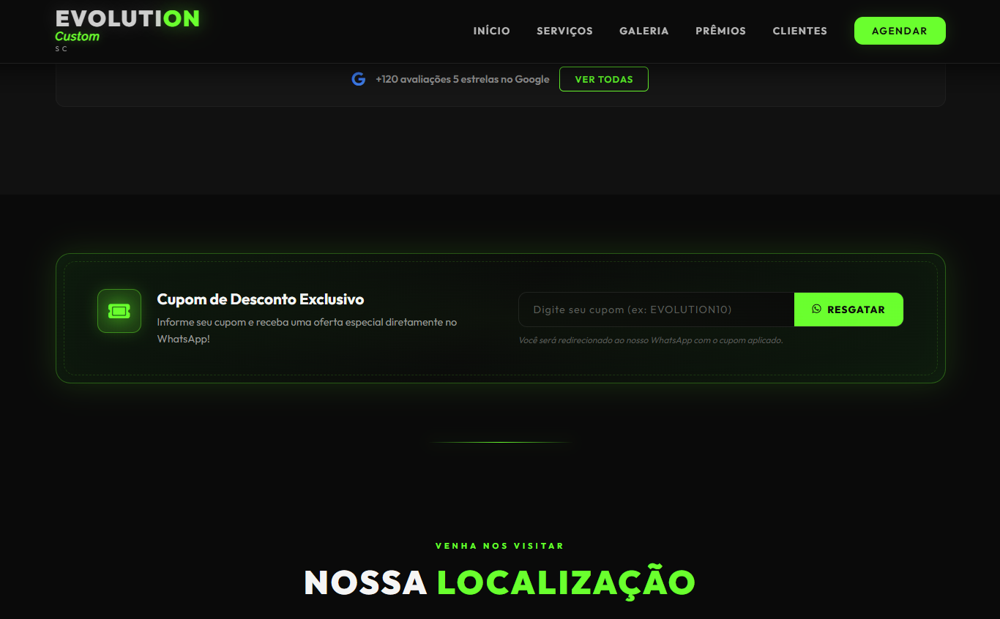 EVOLUTION
Custom
SC
INÍCIO SERVIÇOS GALERIA PRÊMIOS CLIENTES AGENDAR
+120 avaliações 5 estrelas no Google VER TODAS
Cupom de Desconto Exclusivo
Informe seu cupom e receba uma oferta especial diretamente no
WhatsApp!
Digite seu cupom (ex: EVOLUTION10) RESGATAR
Você será redirecionado ao nosso WhatsApp com o cupom aplicado.
VENHA NOS VISITAR
NOSSA LOCALIZAÇÃO